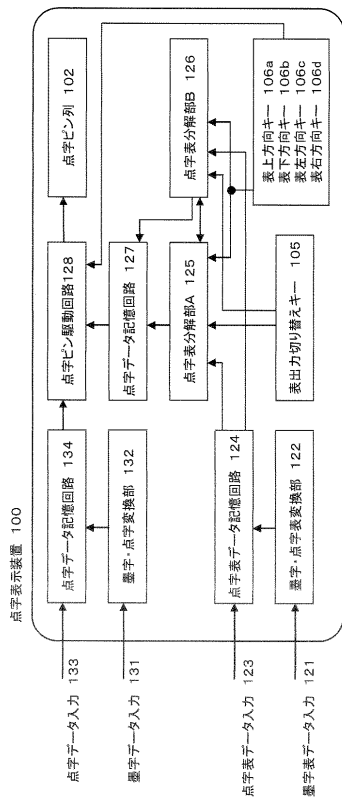 点字表示装置 100
点字データ入力 133
墨字データ入力 131
点字表データ入力 123
墨字表データ入力 121
点字データ記憶回路 134
墨字・点字変換部 132
点字表データ記憶回路 124
墨字・点字表変換部 122
点字ピン駆動回路 128
点字データ記憶回路 127
点字表分解部A 125
表出力切り替えキー 105
点字ピン列 102
点字表分解部B 126
表上方向キー 106a
表下方向キー 106b
表左方向キー 106c
表右方向キー 106d